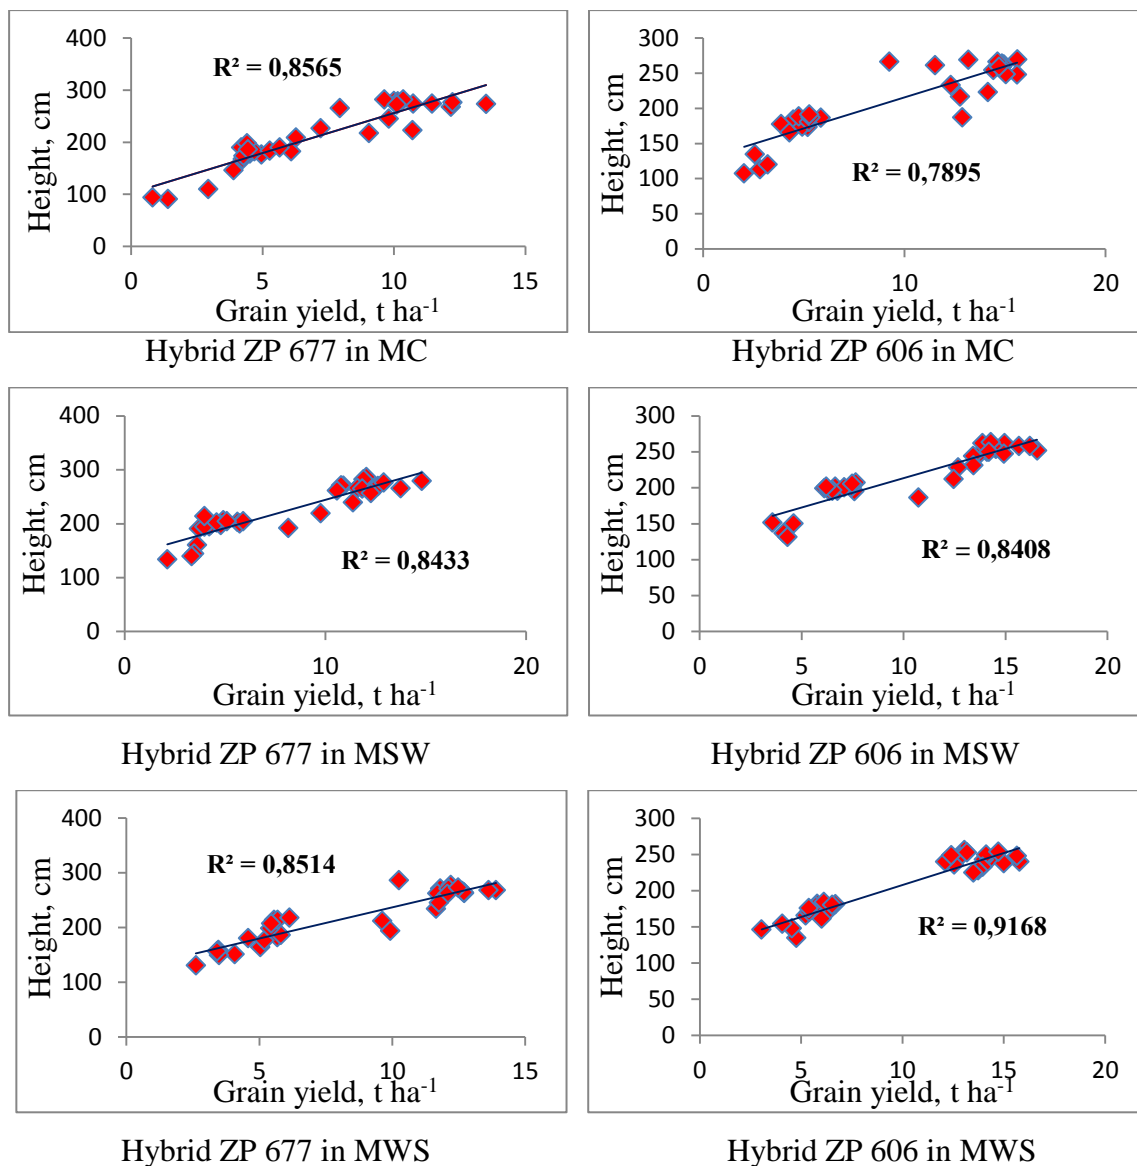 400
300
200
100
0
Height, cm
R² = 0,8565
0 5 10 15
Grain yield, t ha⁻¹
Hybrid ZP 677 in MC
300
250
200
150
100
50
0
Height, cm
R² = 0,7895
0 10 20
Grain yield, t ha⁻¹
Hybrid ZP 606 in MC
400
300
200
100
0
Height, cm
R² = 0,8433
0 10 20
Grain yield, t ha⁻¹
Hybrid ZP 677 in MSW
300
250
200
150
100
50
0
Height, cm
R² = 0,8408
0 5 10 15 20
Grain yield, t ha⁻¹
Hybrid ZP 606 in MSW
400
300
200
100
0
Height, cm
R² = 0,8514
0 5 10 15
Grain yield, t ha⁻¹
Hybrid ZP 677 in MWS
300
250
200
150
100
50
0
Height, cm
R² = 0,9168
0 5 10 15 20
Grain yield, t ha⁻¹
Hybrid ZP 606 in MWS